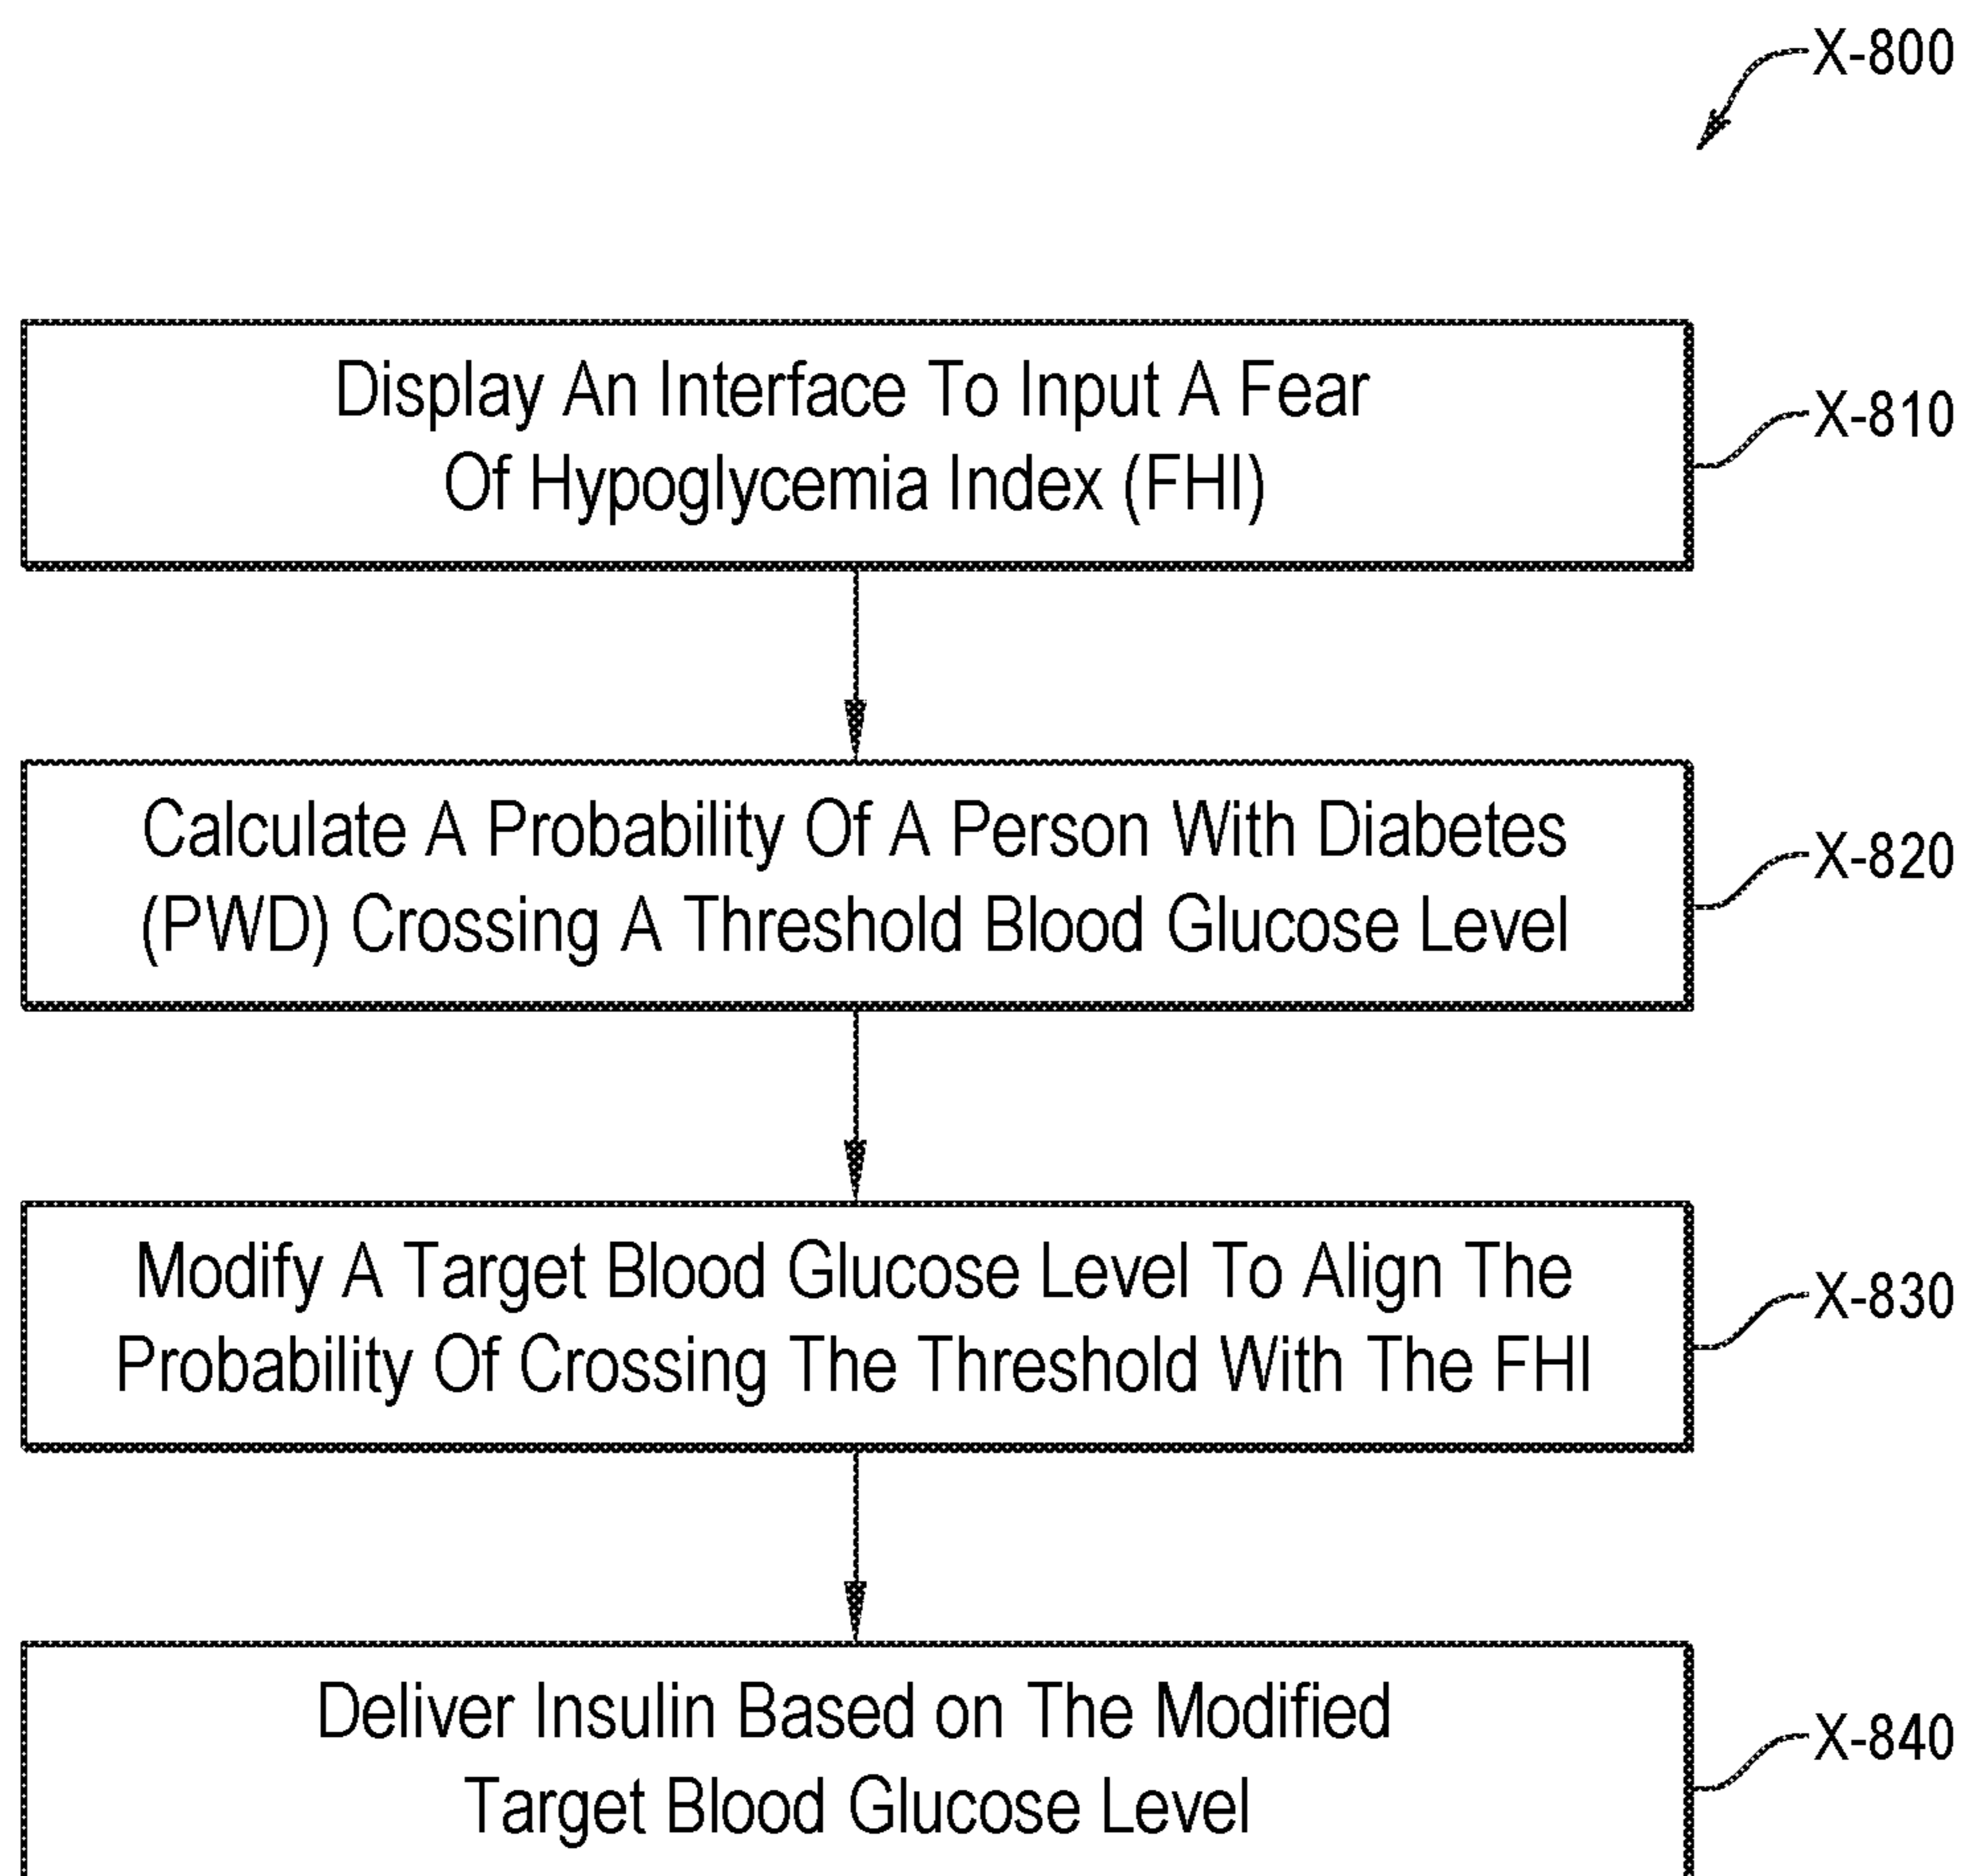 X-800
Display An Interface To Input A Fear
Of Hypoglycemia Index (FHI)
X-810
Calculate A Probability Of A Person With Diabetes
(PWD) Crossing A Threshold Blood Glucose Level
X-820
Modify A Target Blood Glucose Level To Align The
Probability Of Crossing The Threshold With The FHI
X-830
Deliver Insulin Based on The Modified
Target Blood Glucose Level
X-840